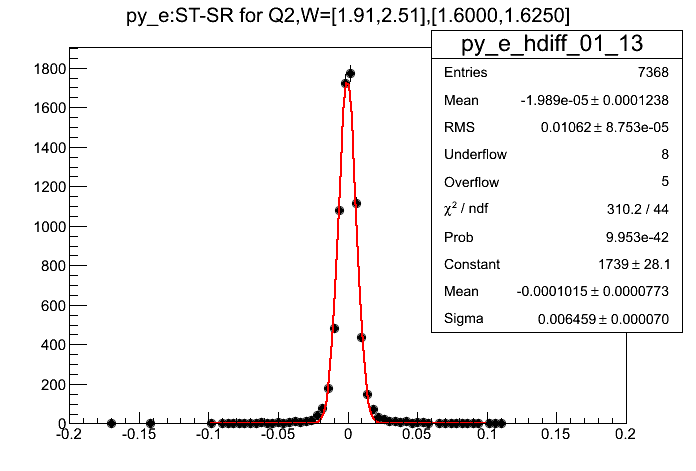 py_e:ST-SR for Q2,W=[1.91,2.51],[1.6000,1.6250]
py_e_hdiff_01_13
Entries 7368
Mean -1.989e-05 ± 0.0001238
RMS 0.01062 ± 8.753e-05
Underflow 8
Overflow 5
χ² / ndf 310.2 / 44
Prob 9.953e-42
Constant 1739 ± 28.1
Mean -0.0001015 ± 0.0000773
Sigma 0.006459 ± 0.000070
1800
1600
1400
1200
1000
800
600
400
200
0
-0.2 -0.15 -0.1 -0.05 0 0.05 0.1 0.15 0.2